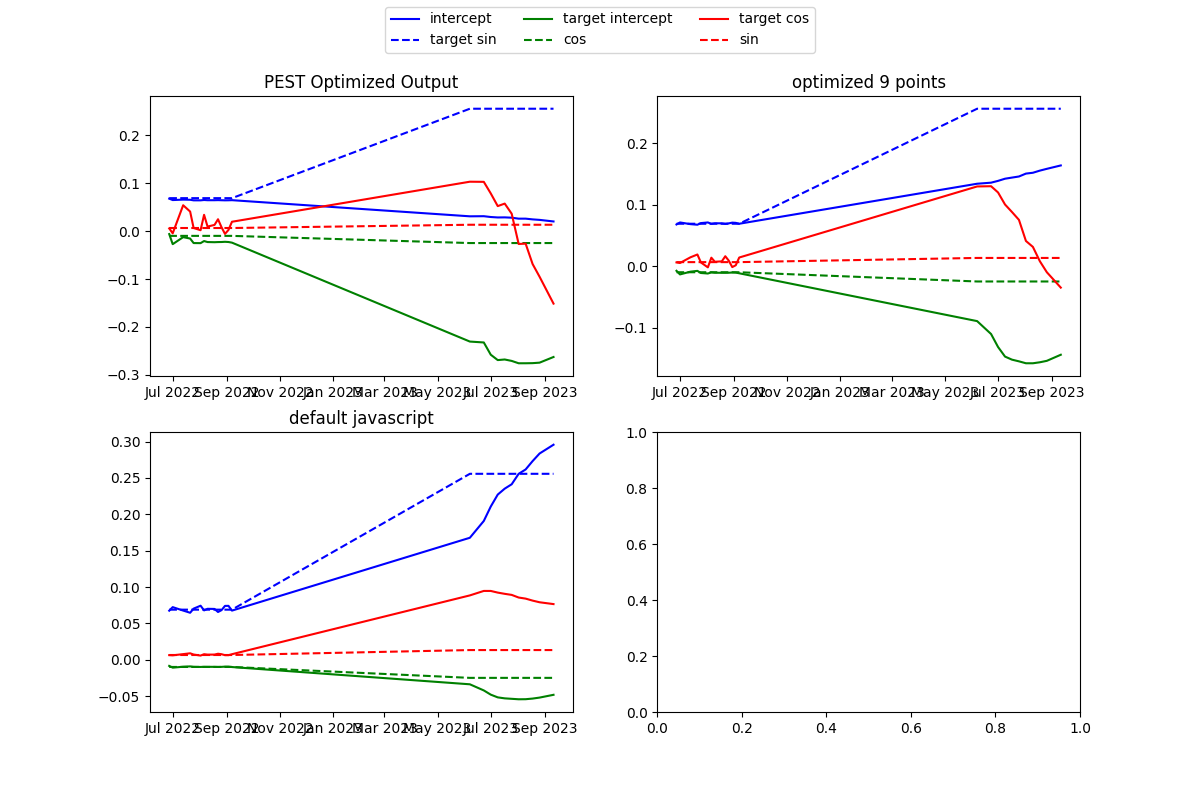 intercept target intercept target cos
target sin cos sin
PEST Optimized Output
0.2
0.1
0.0
−0.1
−0.2
−0.3
Jul 2022 Sep 2022 Nov 2022 Jan 2023 Mar 2023 May 2023 Jul 2023 Sep 2023
optimized 9 points
0.2
0.1
0.0
−0.1
Jul 2022 Sep 2022 Nov 2022 Jan 2023 Mar 2023 May 2023 Jul 2023 Sep 2023
default javascript
0.30
0.25
0.20
0.15
0.10
0.05
0.00
−0.05
Jul 2022 Sep 2022 Nov 2022 Jan 2023 Mar 2023 May 2023 Jul 2023 Sep 2023
1.0
0.8
0.6
0.4
0.2
0.0
0.0 0.2 0.4 0.6 0.8 1.0